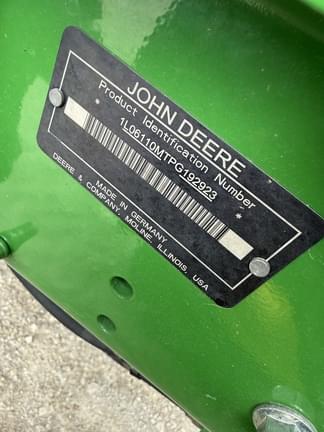 JOHN DEERE
Product Identification Number
1L06110MTPG192923
* *
MADE IN GERMANY
DEERE & COMPANY, MOLINE, ILLINOIS, USA